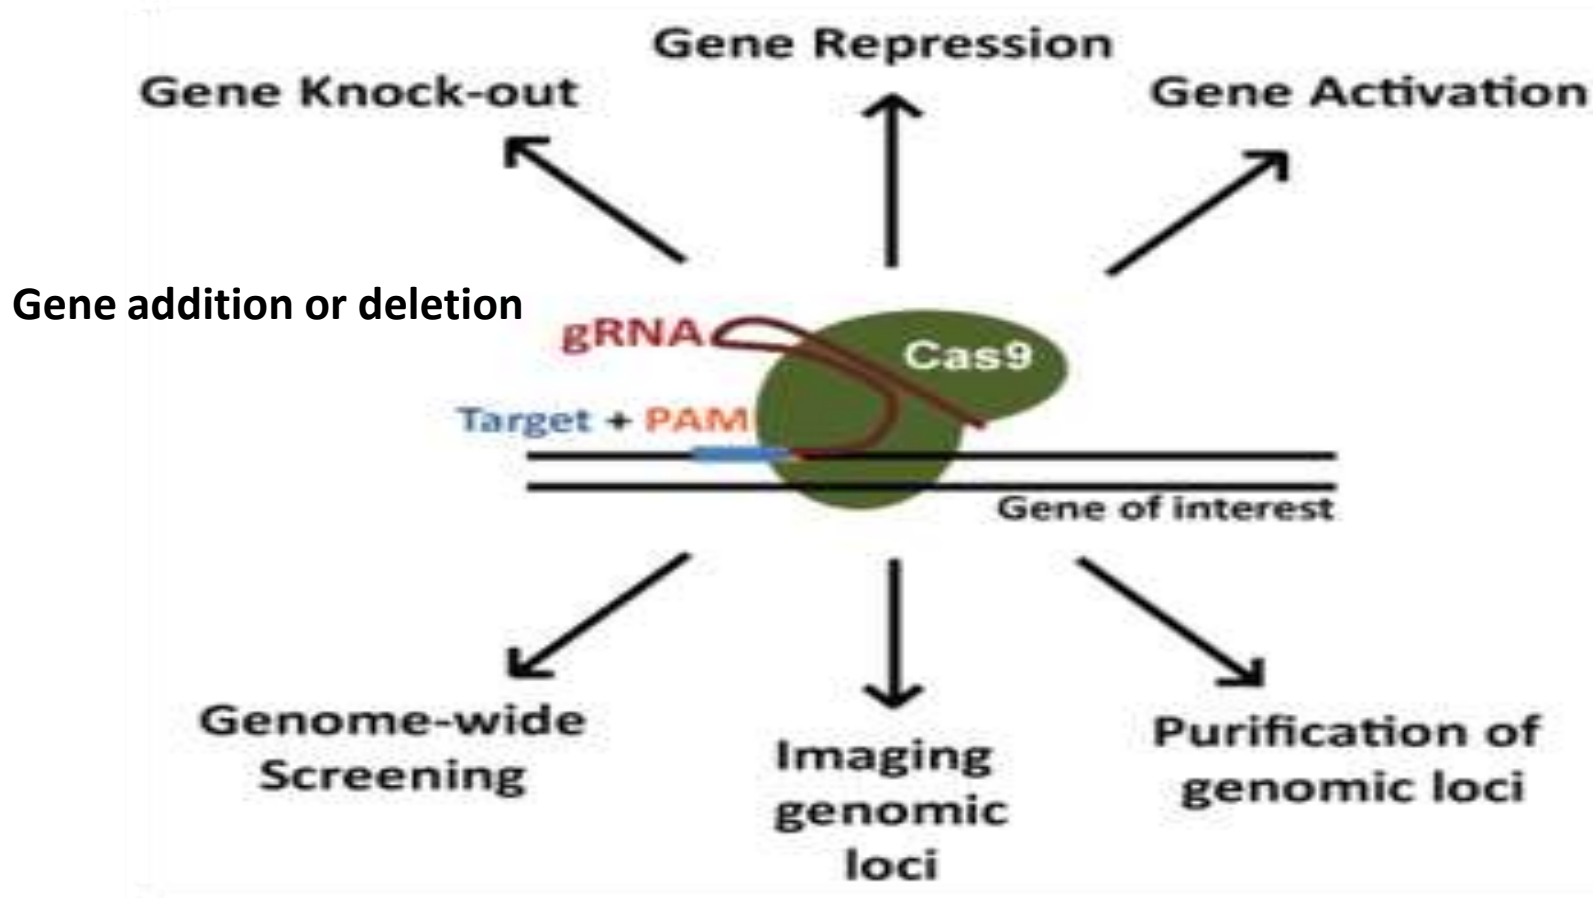 Gene Repression
Gene Knock-out
Gene Activation
Gene addition or deletion
gRNA
Cas9
Target + PAM
Gene of interest
Genome-wide
Screening
Imaging
genomic
loci
Purification of
genomic loci